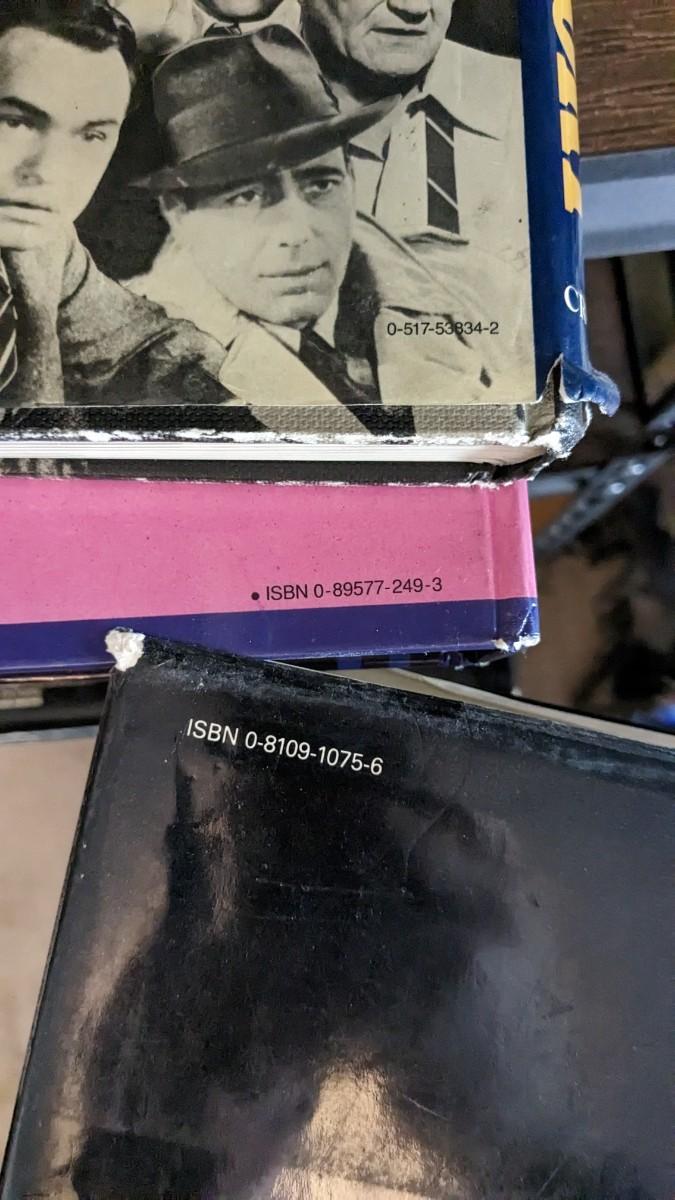 0-517-53834-2
• ISBN 0-89577-249-3
ISBN 0-8109-1075-6